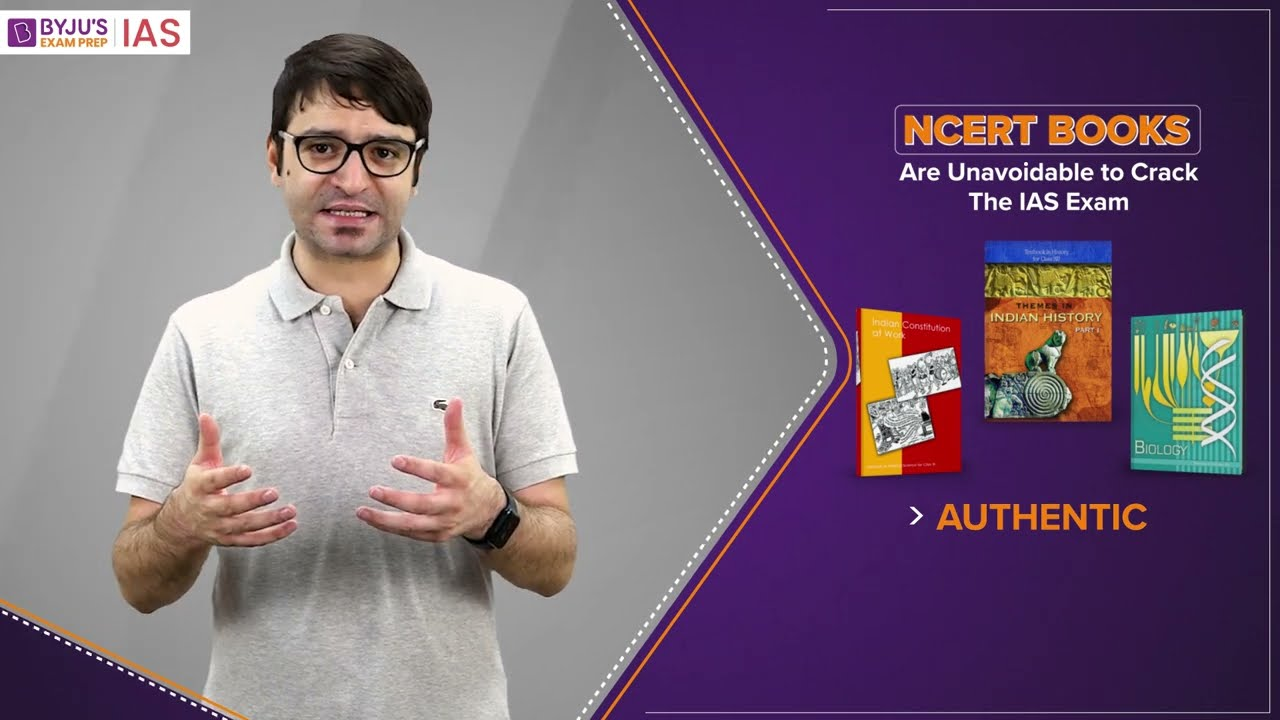 BYJU'S
EXAM PREP
IAS
NCERT BOOKS
Are Unavoidable to Crack
The IAS Exam
Textbook in History
for Class XII
THEMES IN
INDIAN HISTORY
PART I
Indian Constitution
at Work
BIOLOGY
AUTHENTIC